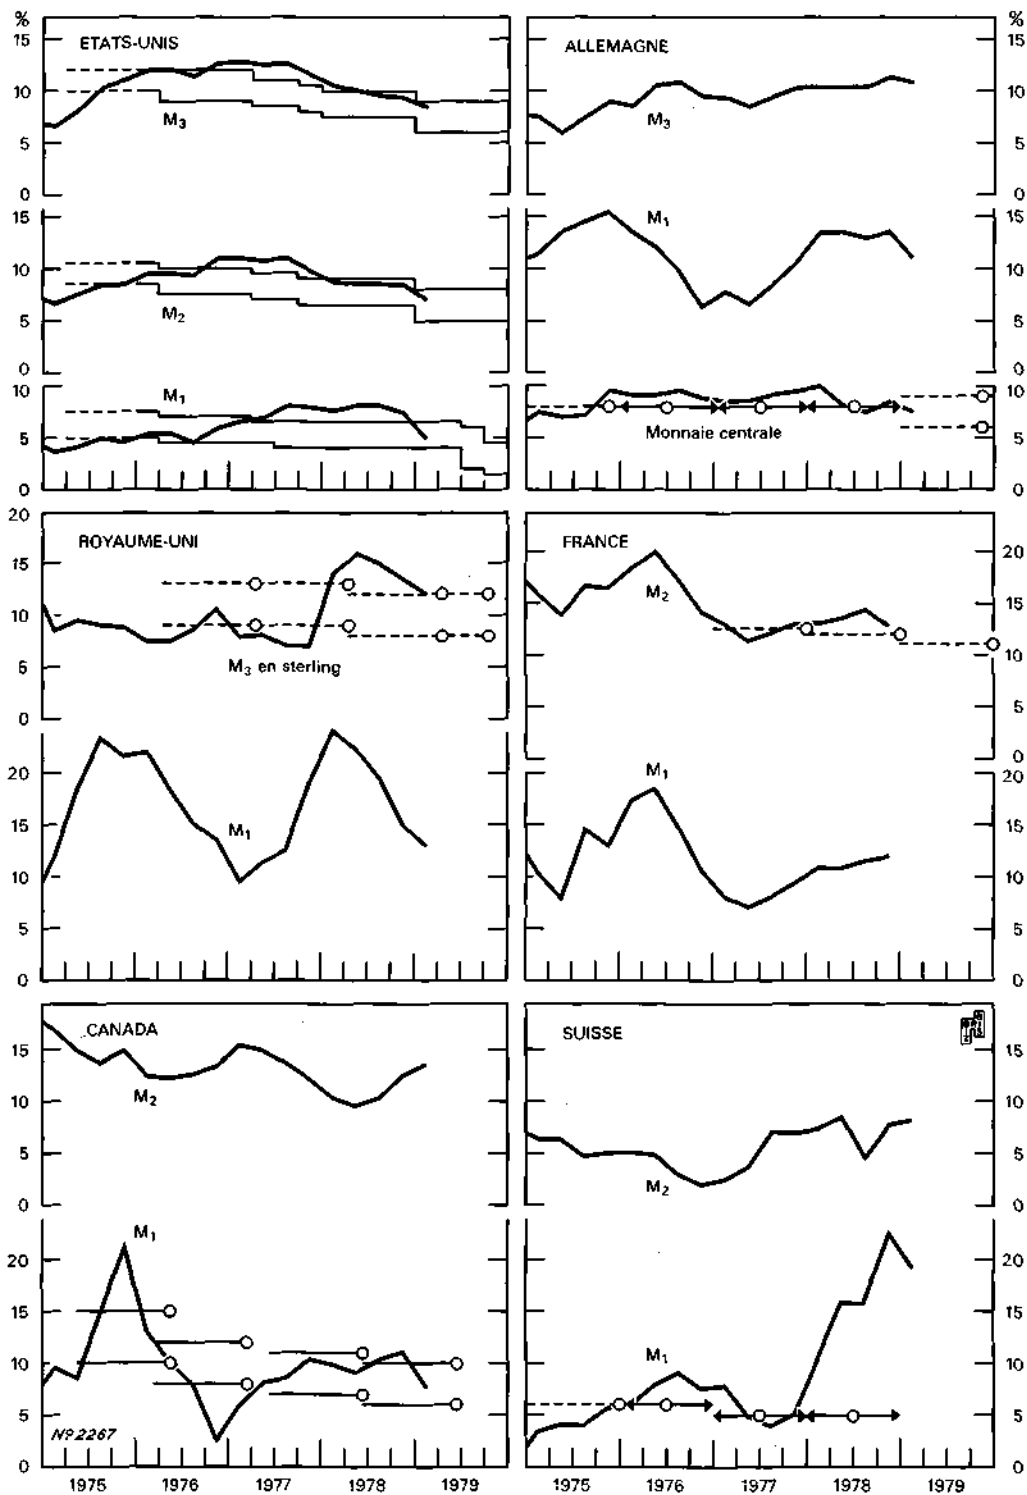 % %
15 ETATS-UNIS ALLEMAGNE 15
10 10
M3 M3
5 5
0 0
15 M1 15
10 10
M2
5 5
0 0
10 M1 10
5 Monnaie centrale 5
0 0
20 ROYAUME-UNI FRANCE 20
15 M2 15
10 10
M3 en sterling
5 5
0 0
20 M1 20
15 M1 15
10 10
5 5
0 0
CANADA SUISSE
15 15
M2
10 10
5 M2 5
0 0
M1
20 20
15 15
10 M1 10
5 5
Nº2267
0 0
1975 1976 1977 1978 1979 1975 1976 1977 1978 1979